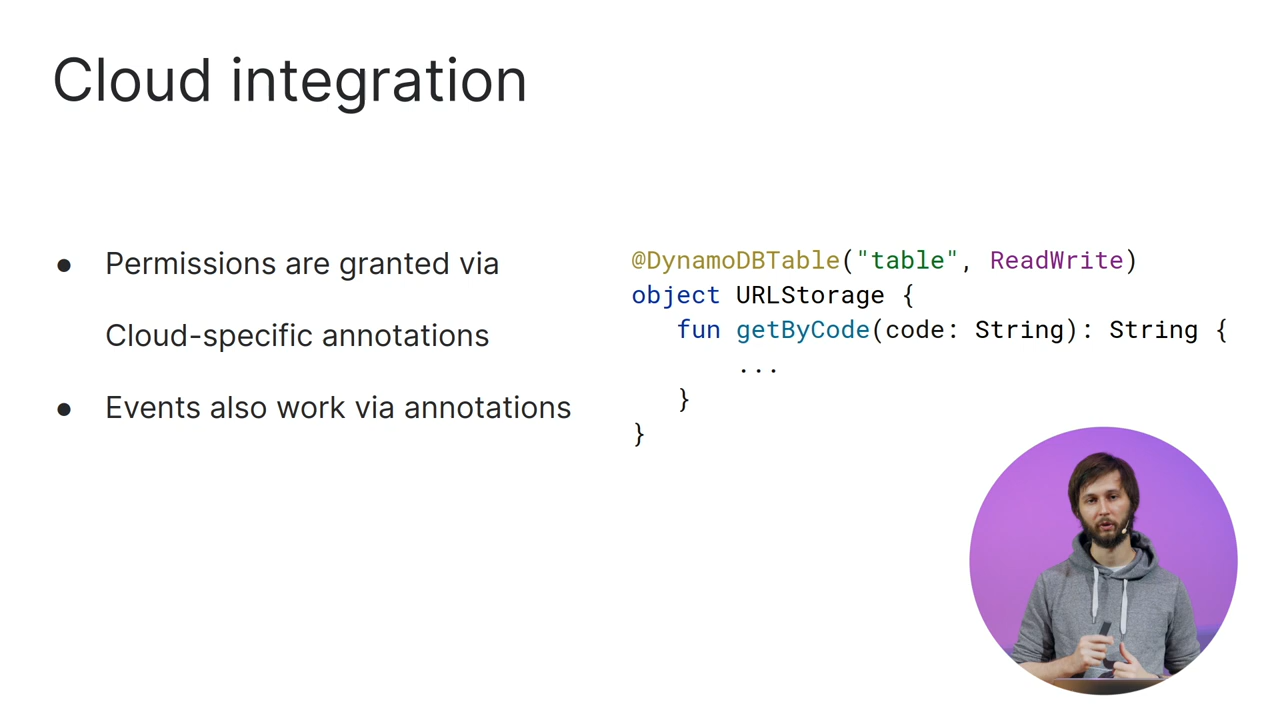 Cloud integration
● Permissions are granted via
Cloud-specific annotations
● Events also work via annotations
@DynamoDBTable("table", ReadWrite)
object URLStorage {
fun getByCode(code: String): String {
...
}
}